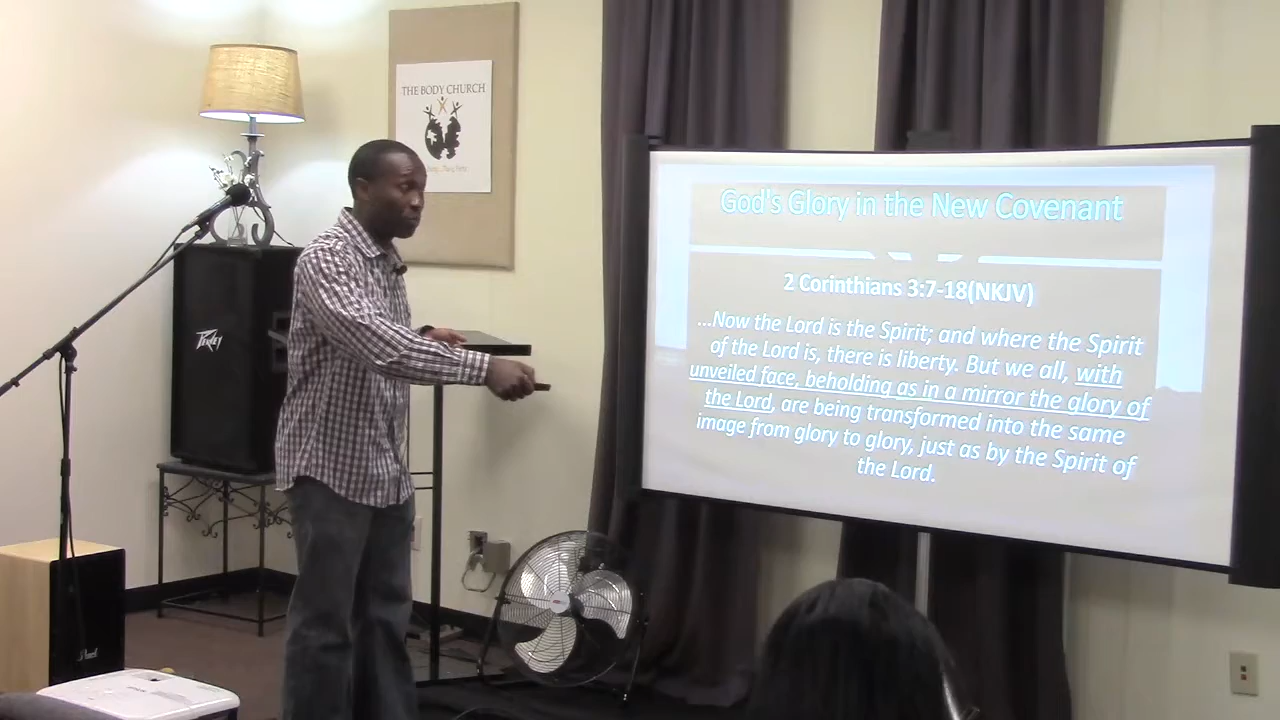 THE BODY CHURCH
God's Glory in the New Covenant
2 Corinthians 3:7-18(NKJV)
...Now the Lord is the Spirit; and where the Spirit
of the Lord is, there is liberty. But we all, with
unveiled face, beholding as in a mirror the glory of
the Lord, are being transformed into the same
image from glory to glory, just as by the Spirit of
the Lord.
Peavey
Pearl